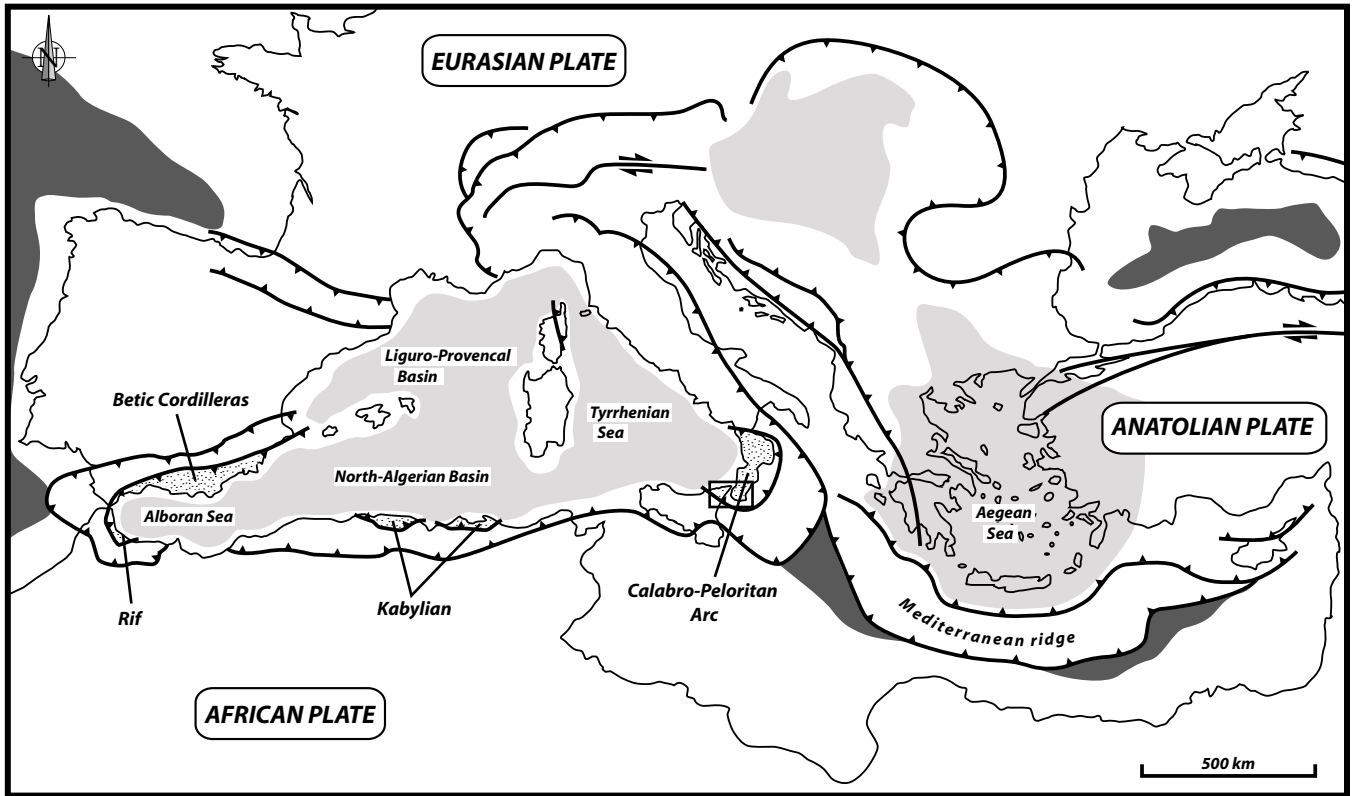 N
EURASIAN PLATE
Liguro-Provencal
Basin
Betic Cordilleras
Tyrrhenian
Sea
ANATOLIAN PLATE
North-Algerian Basin
Alboran Sea
Aegean
Sea
Calabro-Peloritan
Arc
Kabylian
Rif
Mediterranean ridge
AFRICAN PLATE
500 km